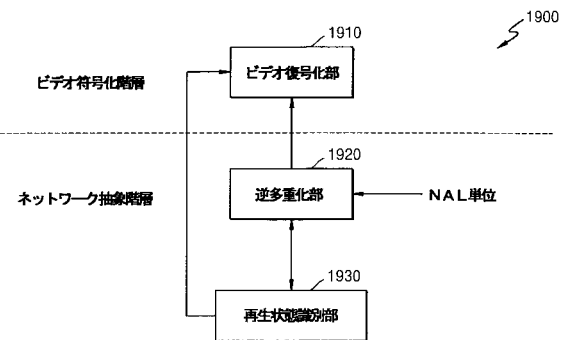 1900
1910
ビデオ復号化部
ビデオ符号化階層
1920
ネットワーク抽象階層
逆多重化部
NAL単位
1930
再生状態識別部